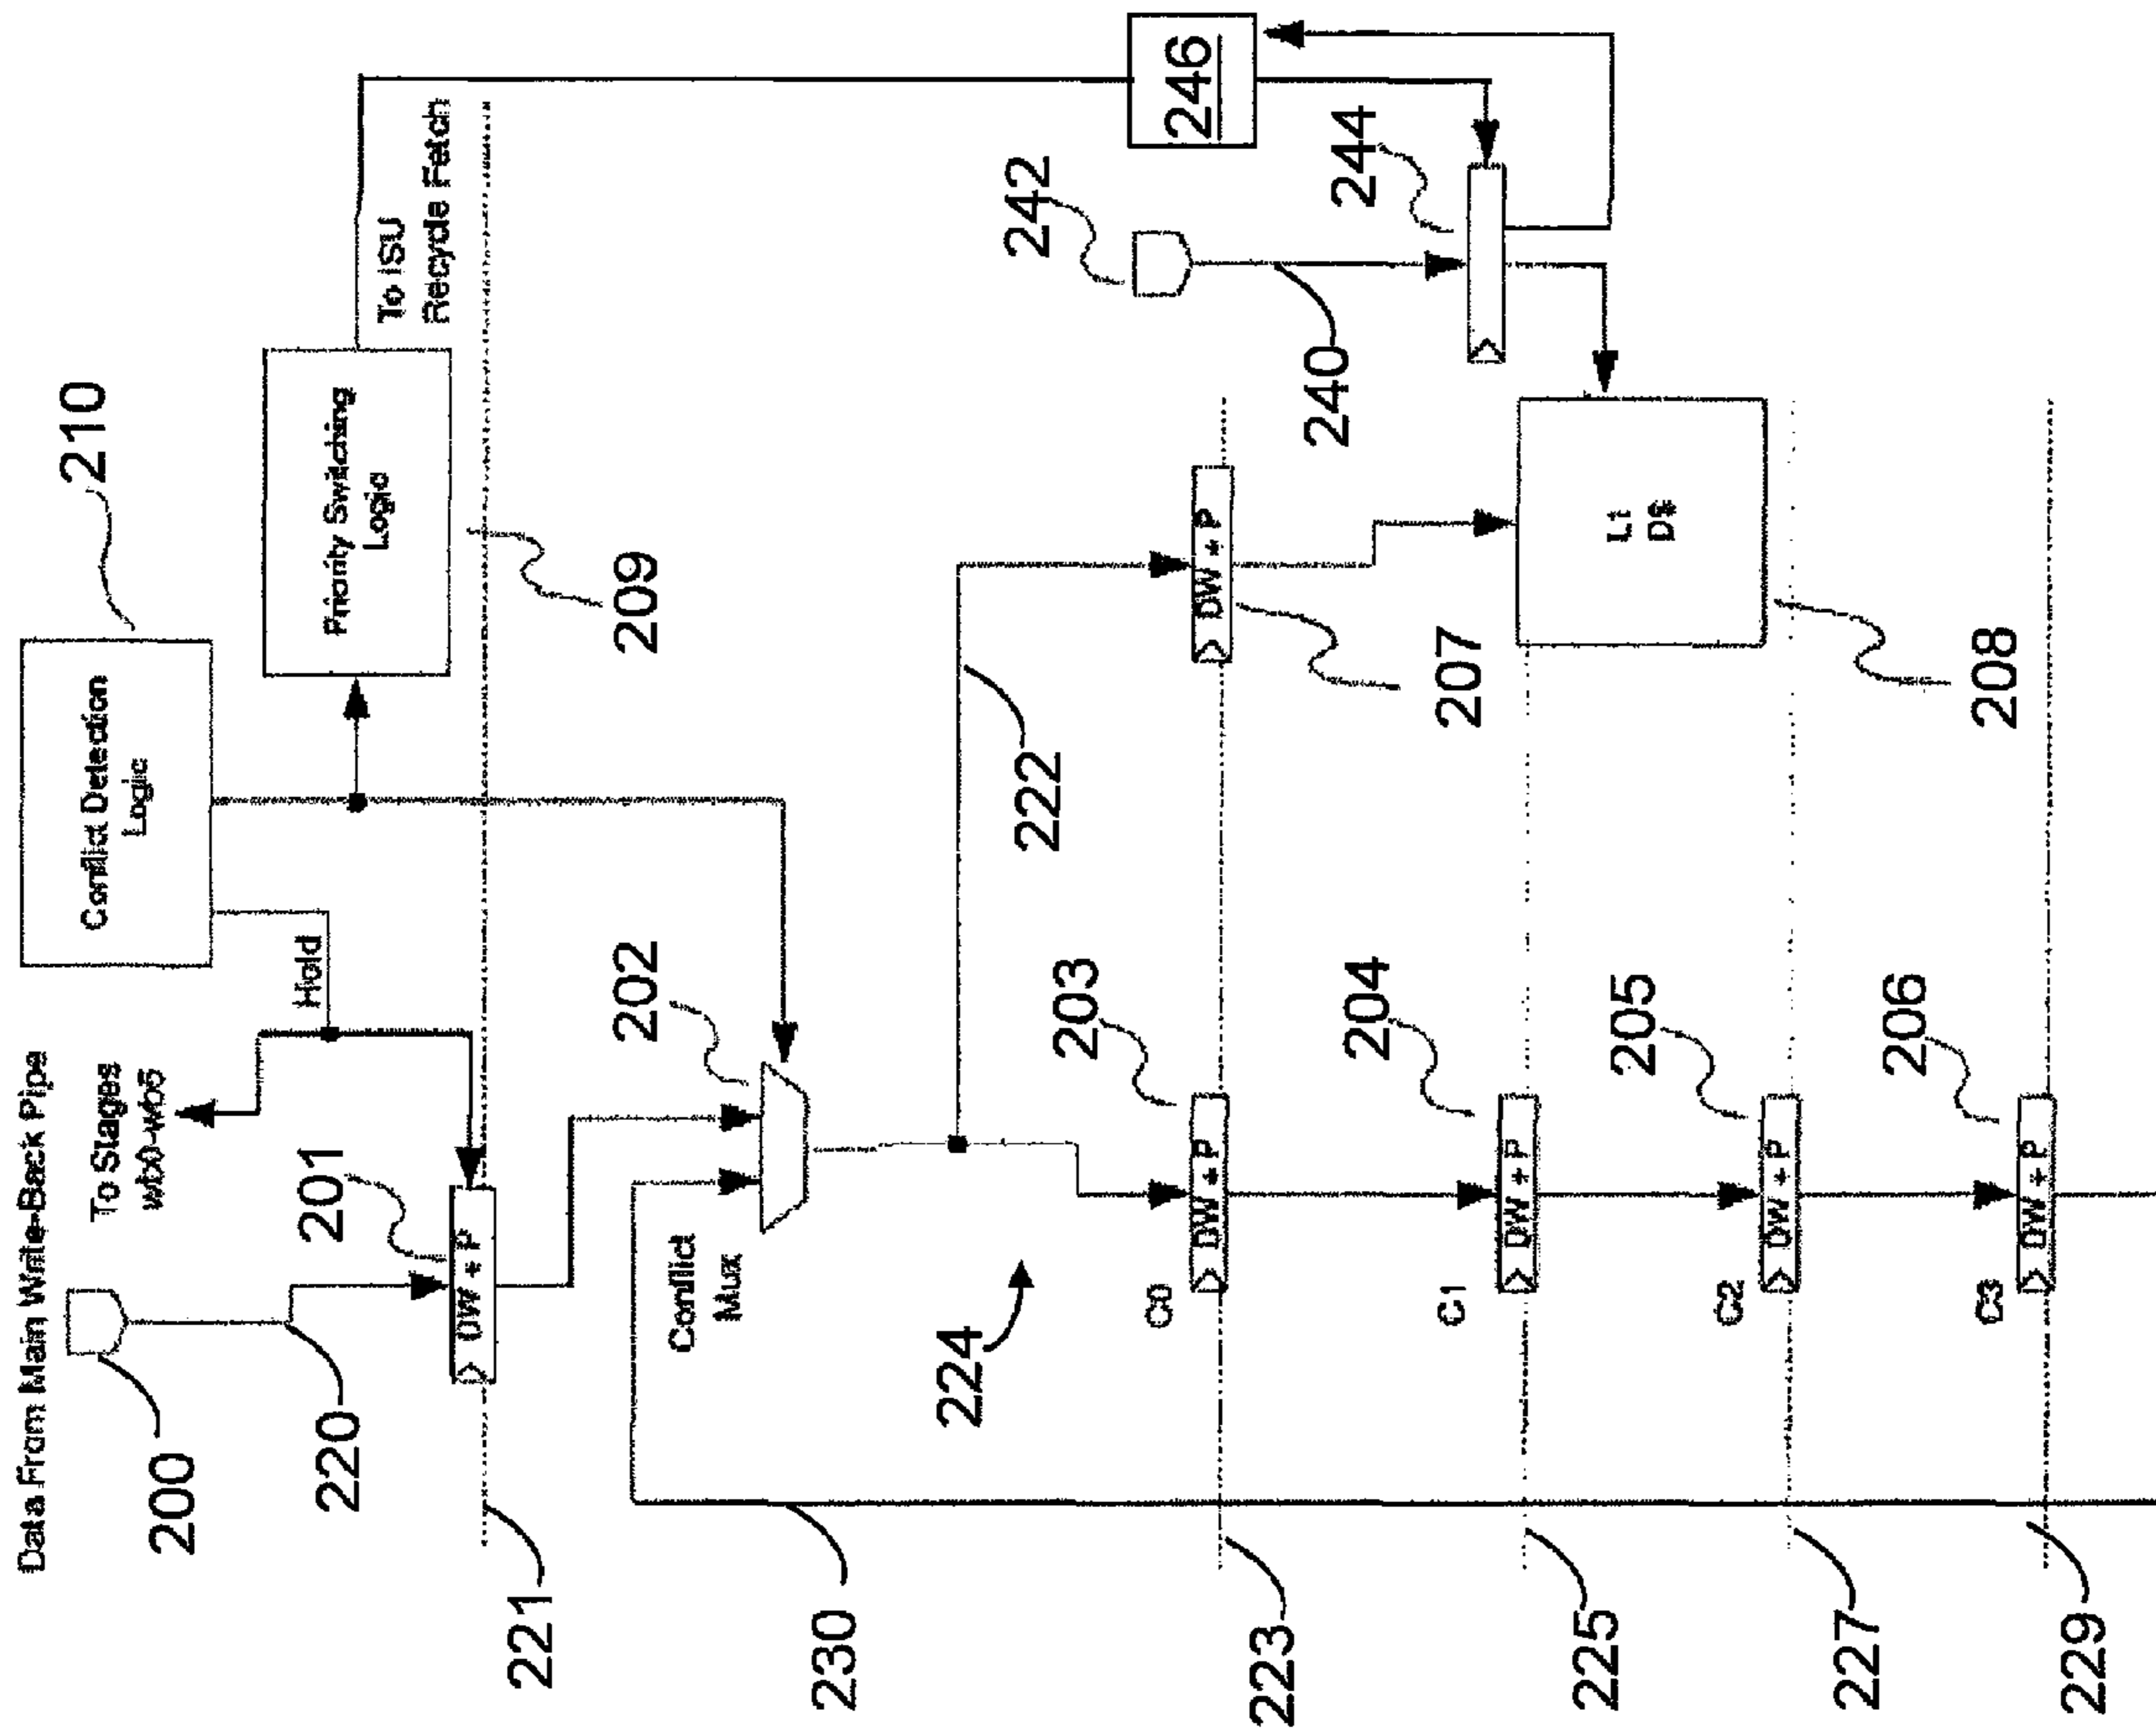 Data From Main Write-Back Pipe
210
Conflict Detection
Logic
To Stages
wb0-wb5
200
Hold
201
220
Priority Switching
Logic
To ISU
Recycle Fetch
DW + P
221
209
202
Conflict
Mux
230
224
222
242
203
C0
DW + P
DW + P
246
223
240
244
204
207
C1
DW + P
225
L1
D$
205
C2
DW + P
227
206
208
C3
DW + P
229